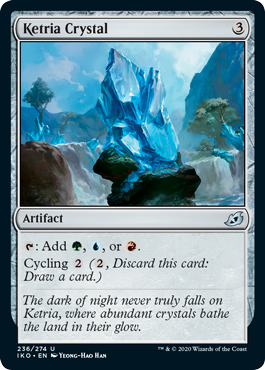 Ketria Crystal 3
Artifact
: Add , , or .
Cycling 2 (2, Discard this card:
Draw a card.)
The dark of night never truly falls on
Ketria, where abundant crystals bathe
the land in their glow.
236/274 U
IKO • EN Yeong-Hao Han
™ & © 2020 Wizards of the Coast